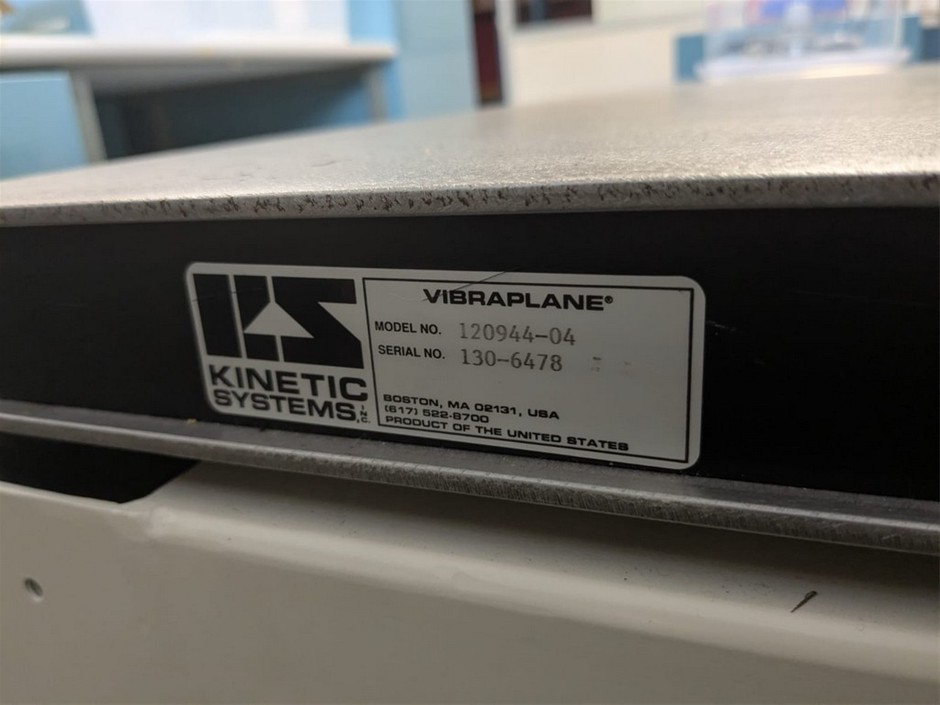 KINETIC
SYSTEMS, INC.
VIBRAPLANE®
MODEL NO. 120944-04
SERIAL NO. 130-6478
BOSTON, MA 02131, USA
(617) 522-8700
PRODUCT OF THE UNITED STATES